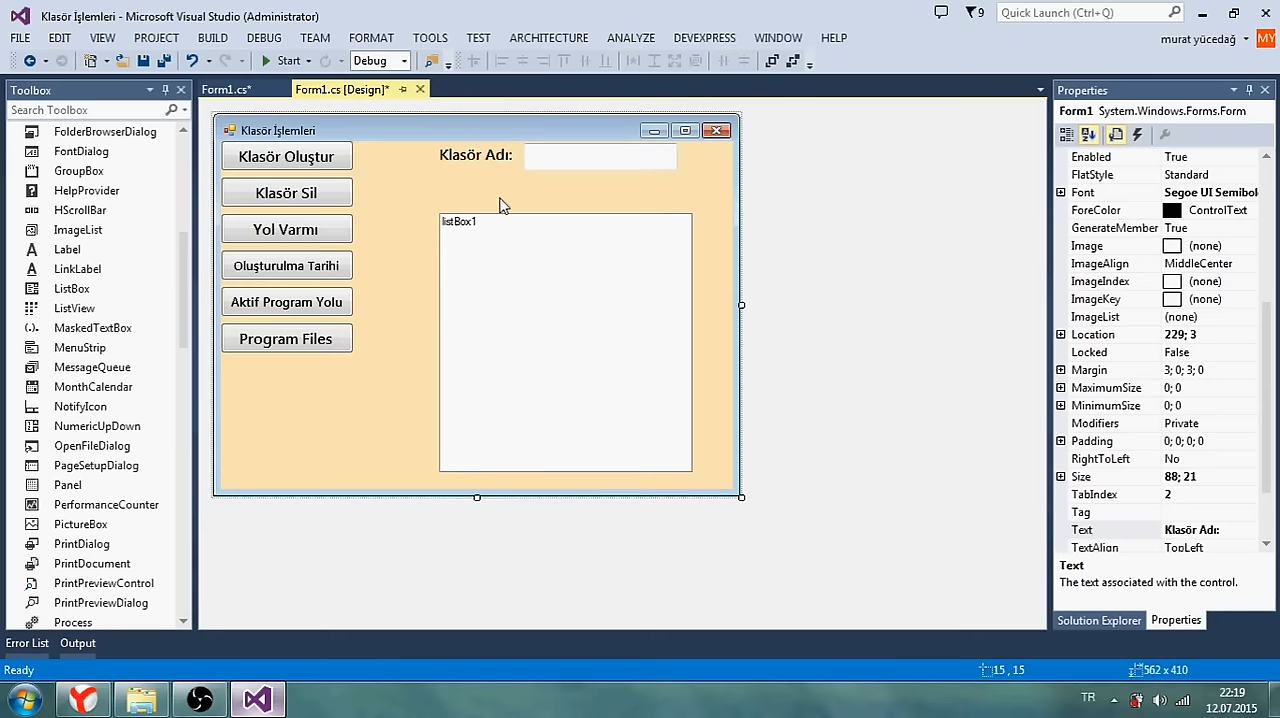 Klasör İşlemleri - Microsoft Visual Studio (Administrator)
9
Quick Launch (Ctrl+Q)
FILE EDIT VIEW PROJECT BUILD DEBUG TEAM FORMAT TOOLS TEST ARCHITECTURE ANALYZE DEVEXPRESS WINDOW HELP
murat yücedağ
MY
Start
Debug
Toolbox
Form1.cs*
Form1.cs [Design]*
Properties
Search Toolbox
Form1 System.Windows.Forms.Form
FolderBrowserDialog
FontDialog
GroupBox
HelpProvider
HScrollBar
ImageList
Label
LinkLabel
ListBox
ListView
MaskedTextBox
MenuStrip
MessageQueue
MonthCalendar
NotifyIcon
NumericUpDown
OpenFileDialog
PageSetupDialog
Panel
PerformanceCounter
PictureBox
PrintDialog
PrintDocument
PrintPreviewControl
PrintPreviewDialog
Process
Klasör İşlemleri
Klasör Oluştur
Klasör Adı:
Klasör Sil
Yol Varmı
listBox1
Oluşturulma Tarihi
Aktif Program Yolu
Program Files
Enabled True
FlatStyle Standard
Font Segoe UI Semibol
ForeColor ControlText
GenerateMember True
Image (none)
ImageAlign MiddleCenter
ImageIndex (none)
ImageKey (none)
ImageList (none)
Location 229; 3
Locked False
Margin 3; 0; 3; 0
MaximumSize 0; 0
MinimumSize 0; 0
Modifiers Private
Padding 0; 0; 0; 0
RightToLeft No
Size 88; 21
TabIndex 2
Tag
Text Klasör Adı:
TextAlign TopLeft
Text
The text associated with the control.
Solution Explorer Properties
Error List Output
Ready
15 , 15
562 x 410
TR
22:19
12.07.2015